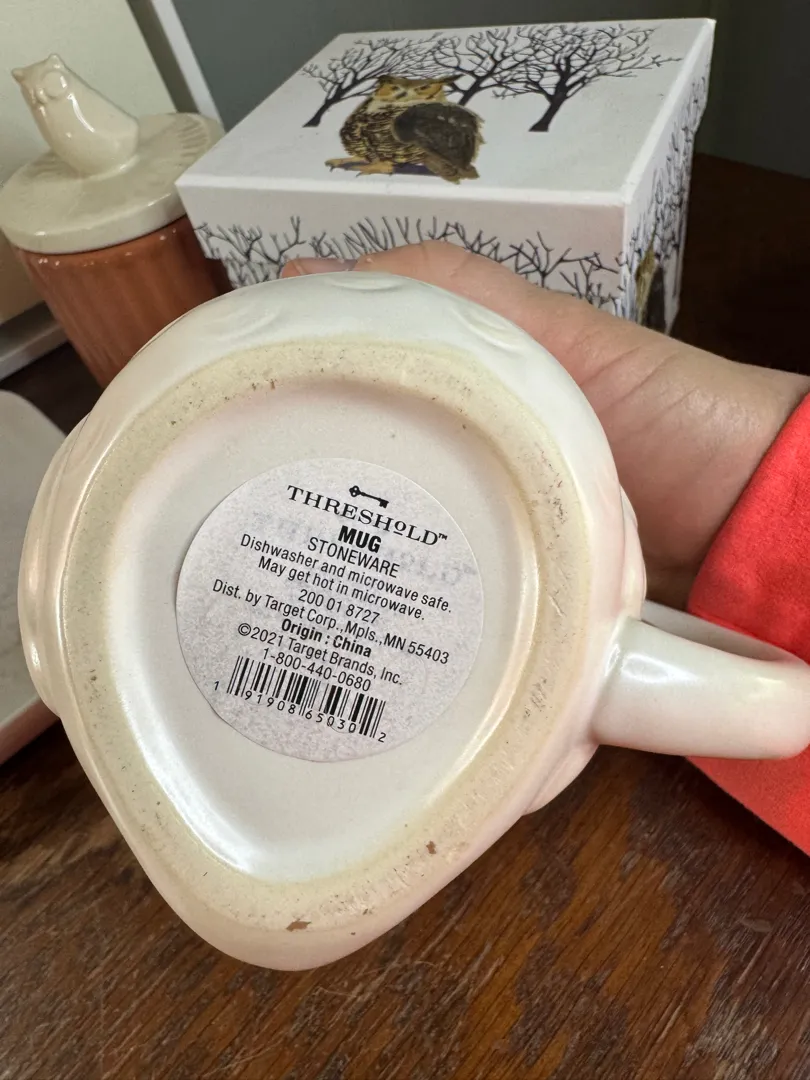 THRESHOLD™
MUG
STONEWARE
Dishwasher and microwave safe.
May get hot in microwave.
200 01 8727
Dist. by Target Corp.,Mpls.,MN 55403
Origin : China
©2021 Target Brands, Inc.
1-800-440-0680
1 91908 65030 2